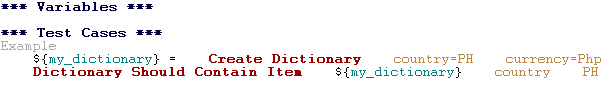 *** Variables ***
*** Test Cases ***
Example
${my_dictionary} = Create Dictionary country=PH currency=Php
Dictionary Should Contain Item ${my_dictionary} country PH